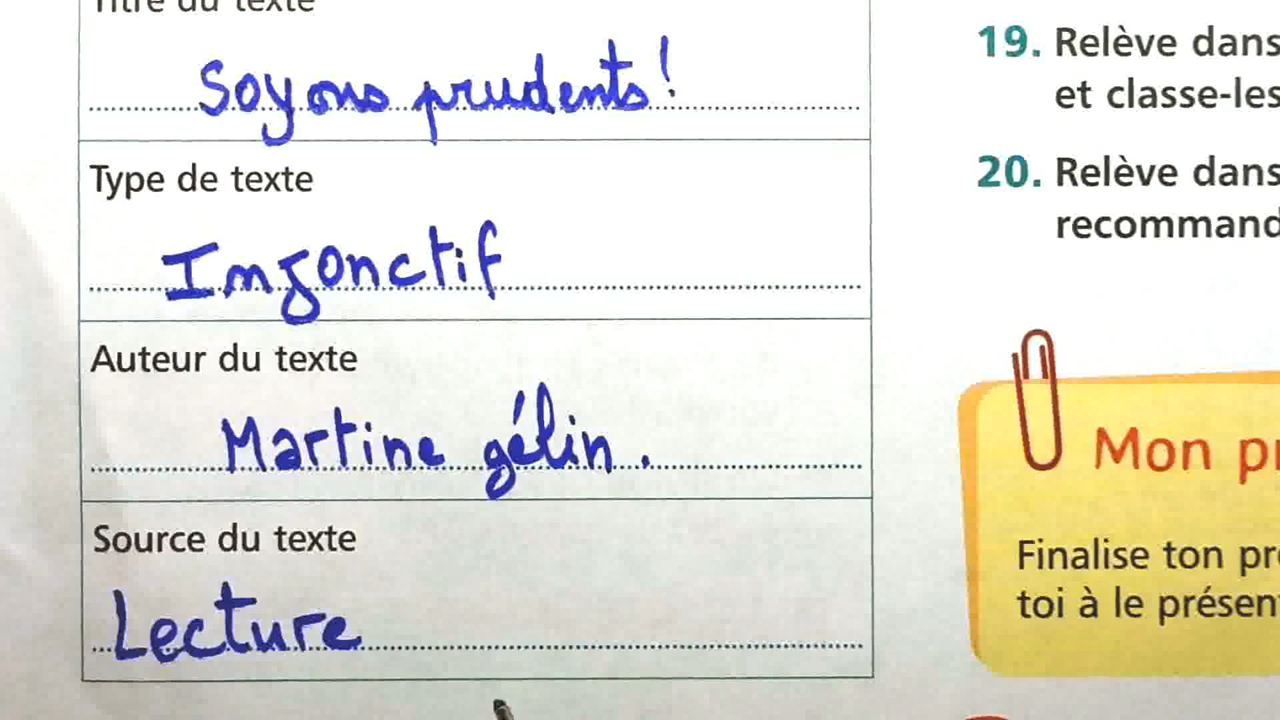 Titre du texte
Soyons prudents!
Type de texte
Injonctif
Auteur du texte
Martine gélin.
Source du texte
Lecture
19. Relève dans
et classe-les
20. Relève dans
recommand
Mon pr
Finalise ton pr
toi à le présen